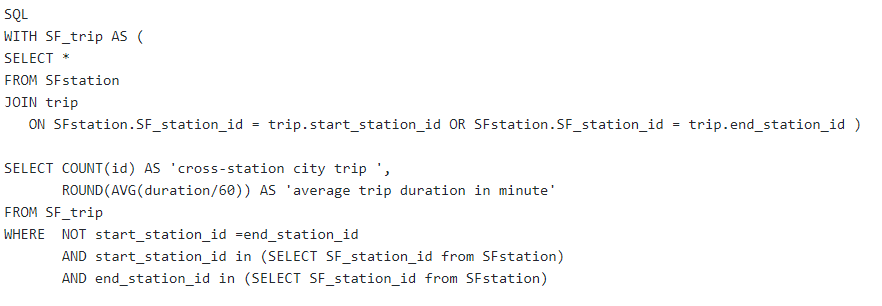 SQL
WITH SF_trip AS (
SELECT *
FROM SFstation
JOIN trip
   ON SFstation.SF_station_id = trip.start_station_id OR SFstation.SF_station_id = trip.end_station_id )

SELECT COUNT(id) AS 'cross-station city trip ',
       ROUND(AVG(duration/60)) AS 'average trip duration in minute'
FROM SF_trip
WHERE  NOT start_station_id =end_station_id
       AND start_station_id in (SELECT SF_station_id from SFstation)
       AND end_station_id in (SELECT SF_station_id from SFstation)